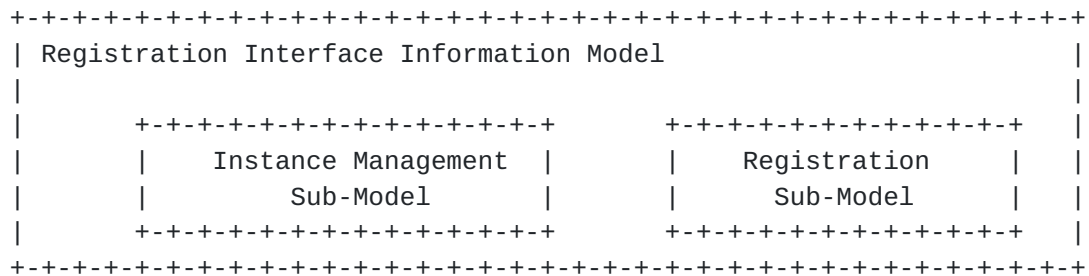 Registration Interface Information Model
Instance Management Registration
Sub-Model Sub-Model